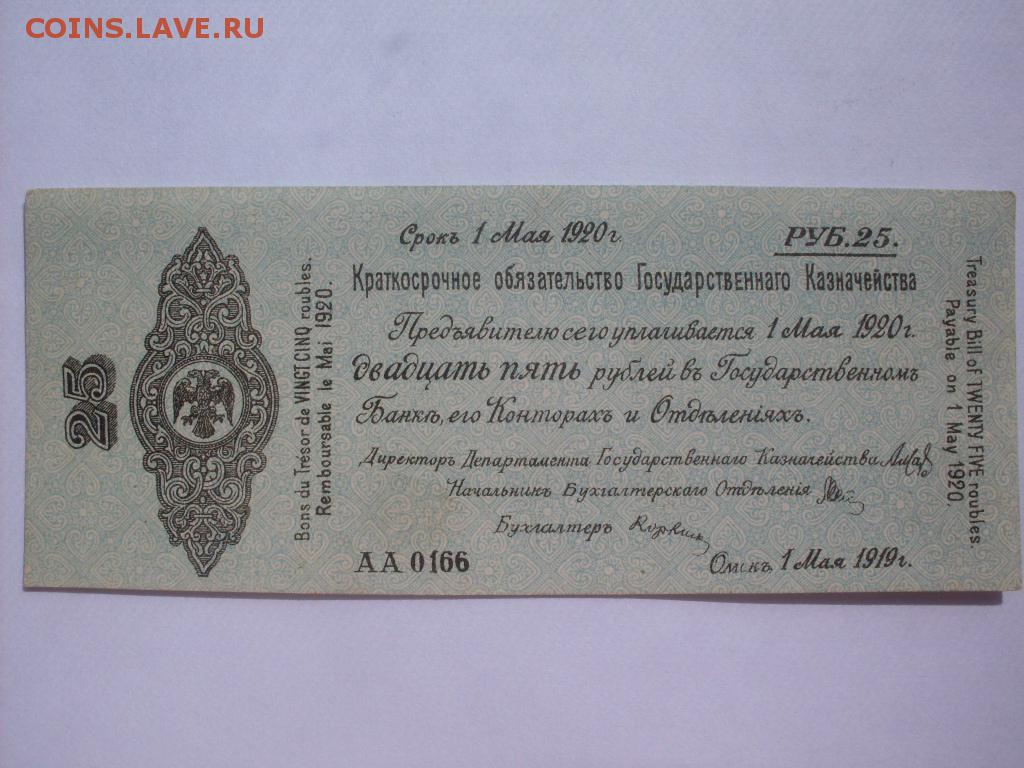 COINS.LAVE.RU
Срокъ 1 Мая 1920 г.
РУБ. 25.
Краткосрочное обязательство Государственнаго Казначейства
Предъявителю сего уплачивается 1 Мая 1920 г.
двадцать пять рублей въ Государственномъ
Банкѣ, его Конторахъ и Отдѣленіяхъ.
Директоръ Департамента Государственнаго Казначейства
Начальникъ Бухгалтерскаго Отдѣленія
Бухгалтеръ
АА 0166
Омскъ, 1 Мая 1919 г.
25
Bons du Trésor de VINGT CINQ roubles.
Remboursable le Mai 1920.
Treasury Bill of TWENTY FIVE roubles.
Payable on 1 May 1920.